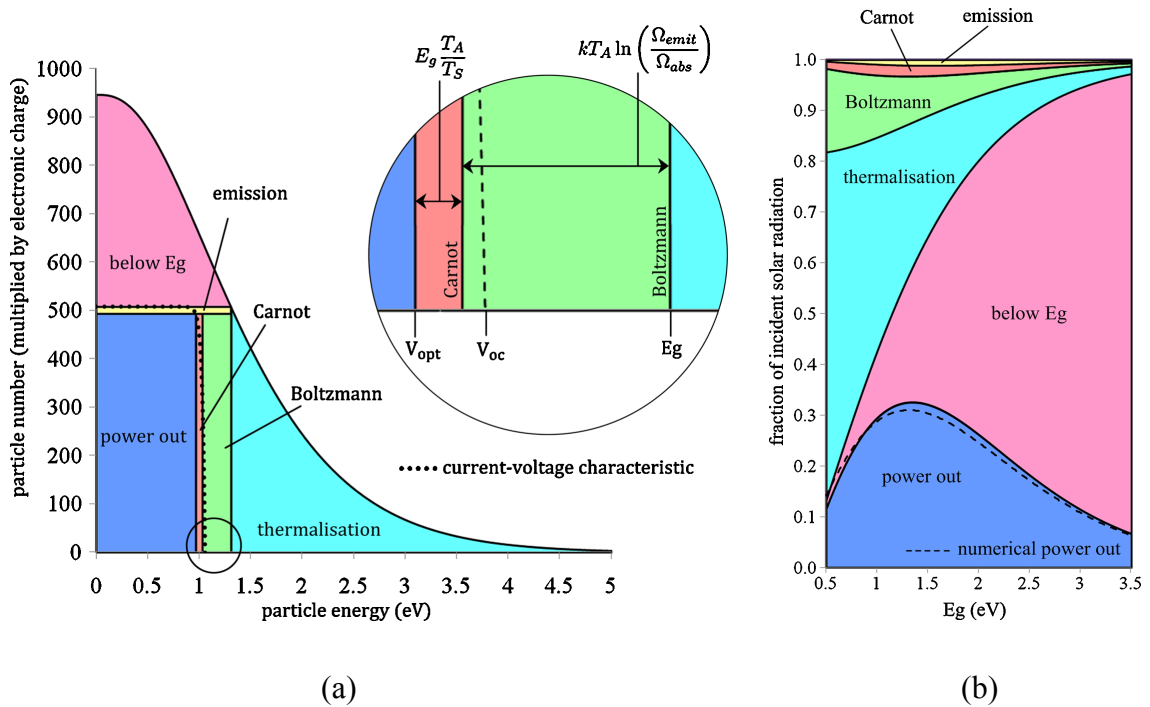 particle number (multiplied by electronic charge)
1000
900
800
700
600
500
400
300
200
100
0
0
0.5
1
1.5
2
2.5
3
3.5
4
4.5
5
particle energy (eV)
below Eg
emission
Carnot
Boltzmann
power out
thermalisation
current-voltage characteristic
E_g T_A/T_S
kT_A ln(Ω_emit/Ω_abs)
Carnot
Boltzmann
V_opt
V_oc
Eg
(a)
Carnot
emission
fraction of incident solar radiation
1.0
0.9
0.8
0.7
0.6
0.5
0.4
0.3
0.2
0.1
0.0
0.5
1
1.5
2
2.5
3
3.5
Eg (eV)
Boltzmann
thermalisation
below Eg
power out
numerical power out
(b)